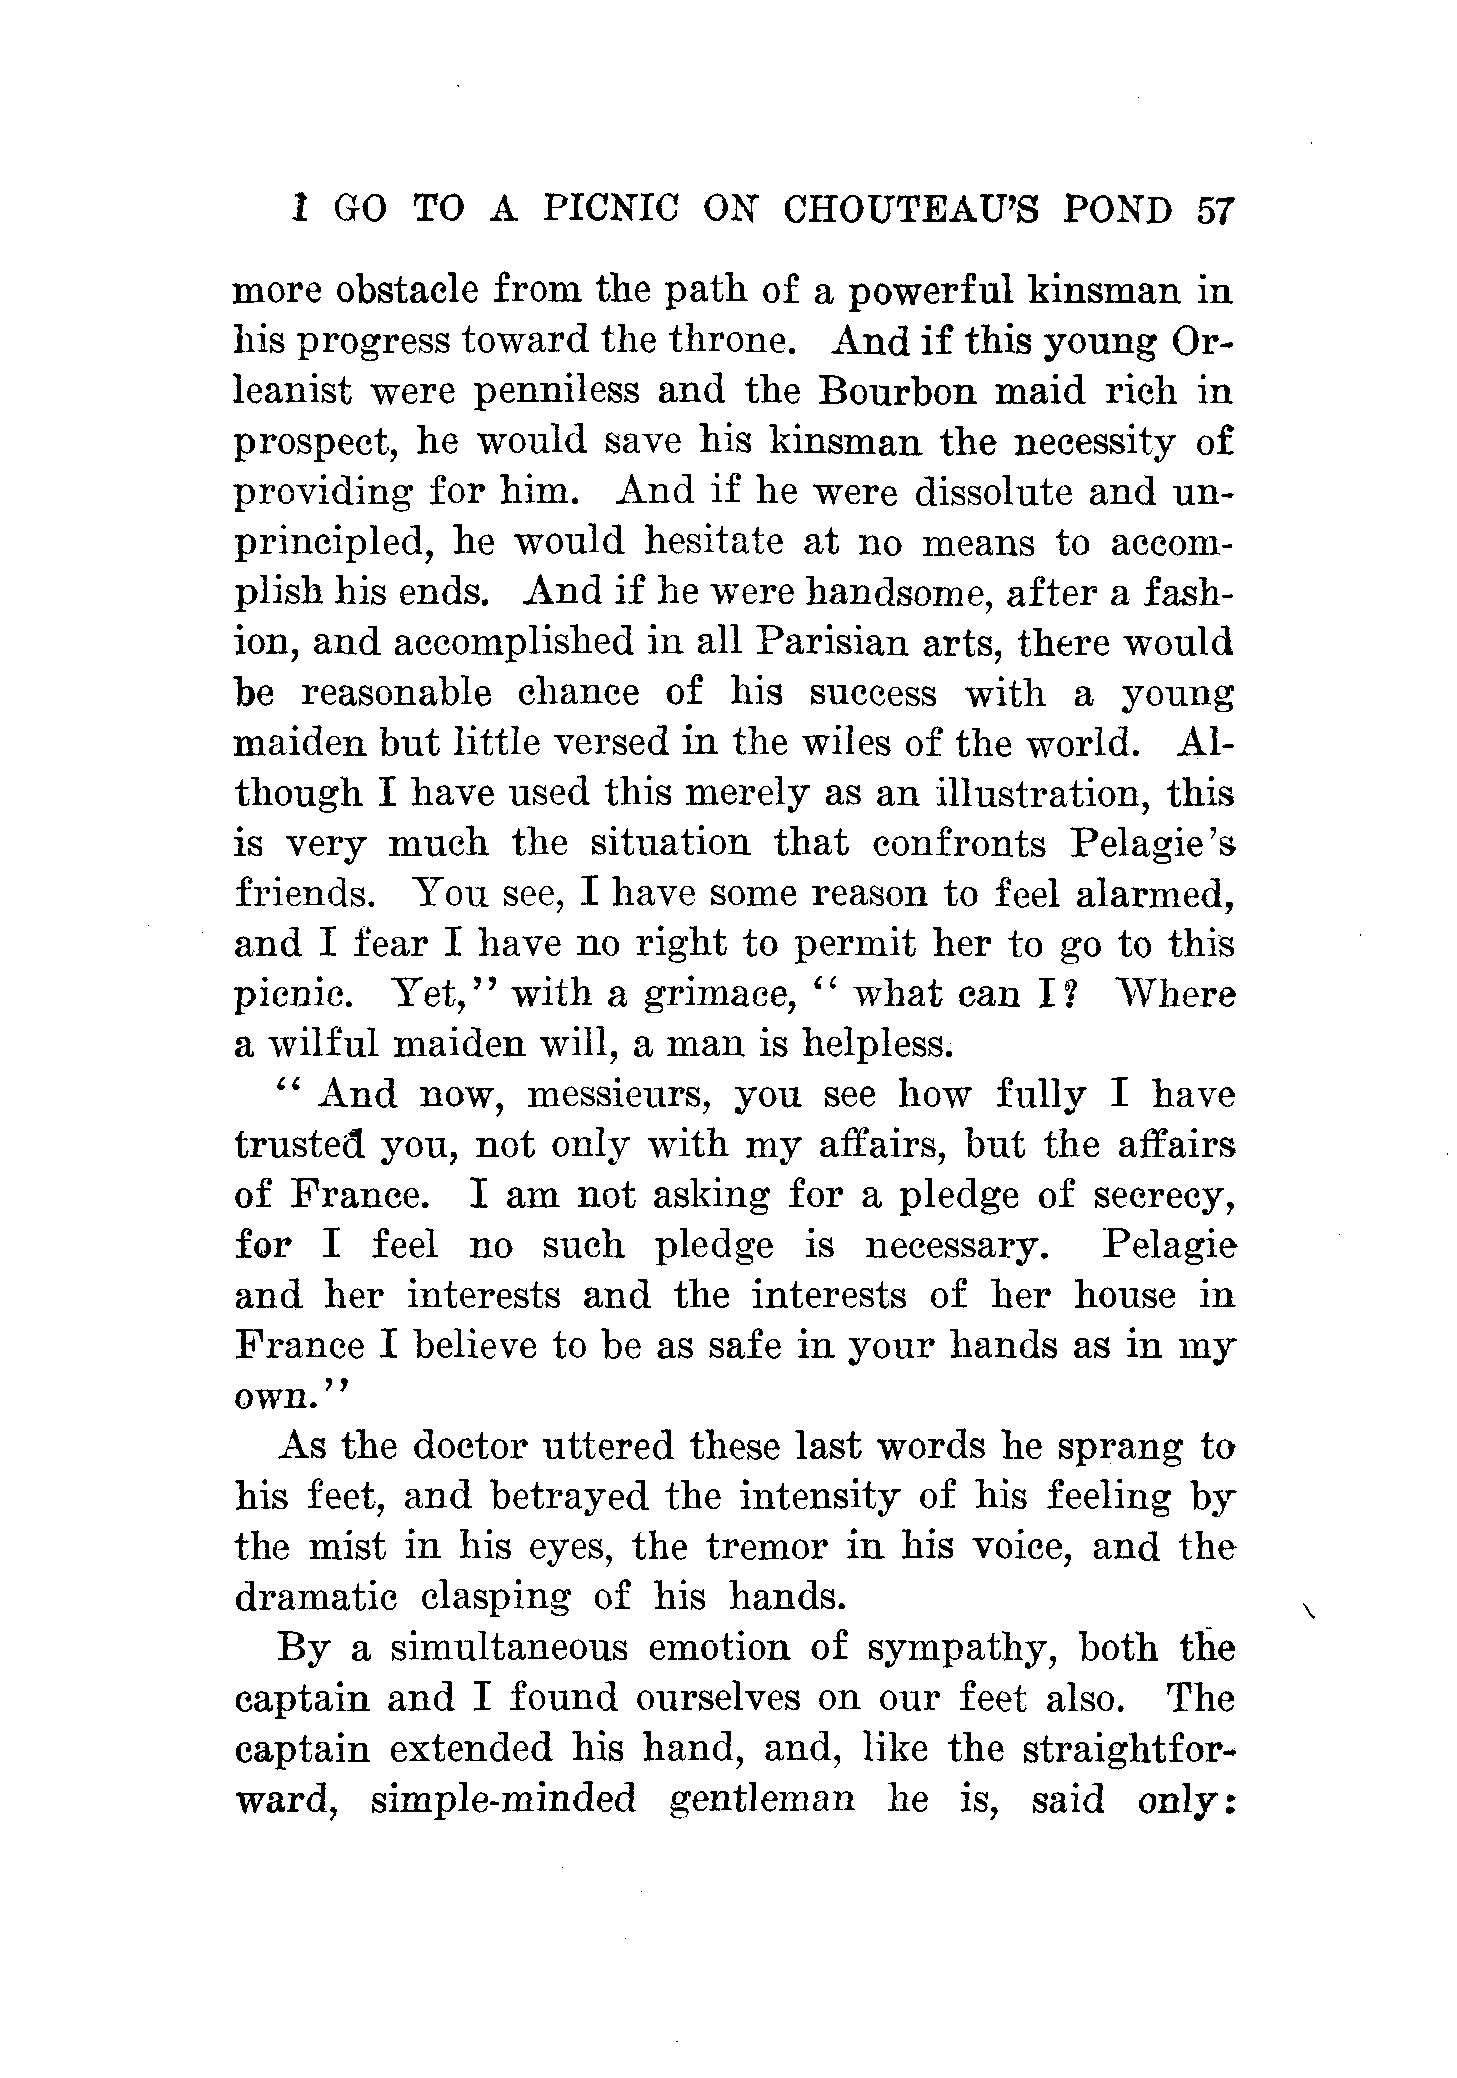 I GO TO A PICNIC ON CHOUTEAU'S POND 57
more obstacle from the path of a powerful kinsman in
his progress toward the throne. And if this young Or-
leanist were penniless and the Bourbon maid rich in
prospect, he would save his kinsman the necessity of
providing for him. And if he were dissolute and un-
principled, he would hesitate at no means to accom-
plish his ends. And if he were handsome, after a fash-
ion, and accomplished in all Parisian arts, there would
be reasonable chance of his success with a young
maiden but little versed in the wiles of the world. Al-
though I have used this merely as an illustration, this
is very much the situation that confronts Pelagie's
friends. You see, I have some reason to feel alarmed,
and I fear I have no right to permit her to go to this
picnic. Yet," with a grimace, "what can I? Where
a wilful maiden will, a man is helpless.
"And now, messieurs, you see how fully I have
trusted you, not only with my affairs, but the affairs
of France. I am not asking for a pledge of secrecy,
for I feel no such pledge is necessary. Pelagie
and her interests and the interests of her house in
France I believe to be as safe in your hands as in my
own."
As the doctor uttered these last words he sprang to
his feet, and betrayed the intensity of his feeling by
the mist in his eyes, the tremor in his voice, and the
dramatic clasping of his hands.
By a simultaneous emotion of sympathy, both the
captain and I found ourselves on our feet also. The
captain extended his hand, and, like the straightfor-
ward, simple-minded gentleman he is, said only: